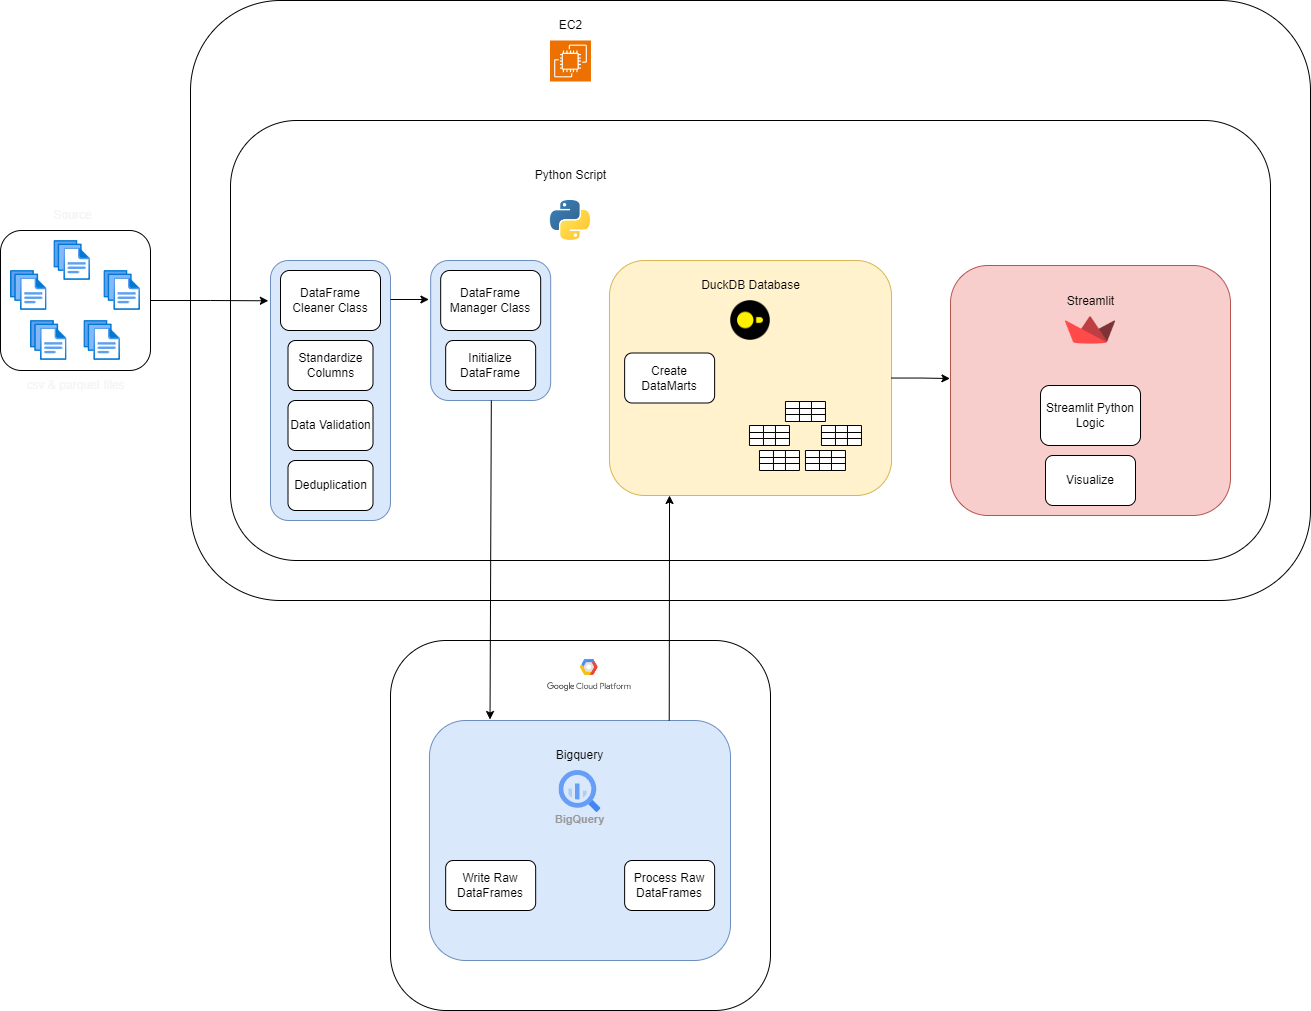 EC2
Python Script
Source
csv & parquet files
DataFrame
Cleaner Class
Standardize
Columns
Data Validation
Deduplication
DataFrame
Manager Class
Initialize
DataFrame
DuckDB Database
Create
DataMarts
Streamlit
Streamlit Python
Logic
Visualize
Google Cloud Platform
Bigquery
BigQuery
Write Raw
DataFrames
Process Raw
DataFrames